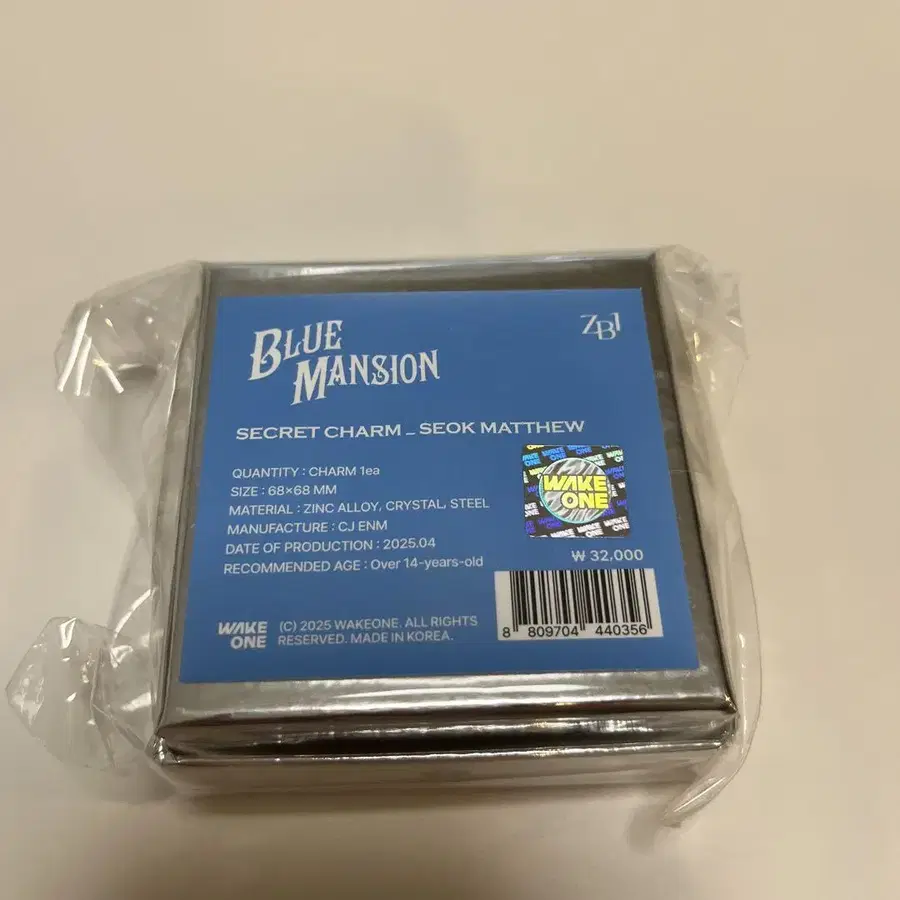 BLUE
MANSION
ZB1
SECRET CHARM _ SEOK MATTHEW
QUANTITY : CHARM 1ea
SIZE : 68×68 MM
MATERIAL : ZINC ALLOY, CRYSTAL, STEEL
MANUFACTURE : CJ ENM
DATE OF PRODUCTION : 2025.04
RECOMMENDED AGE : Over 14-years-old
WAKE
ONE
₩ 32,000
8 809704 440356
WAKE
ONE
(C) 2025 WAKEONE. ALL RIGHTS
RESERVED. MADE IN KOREA.